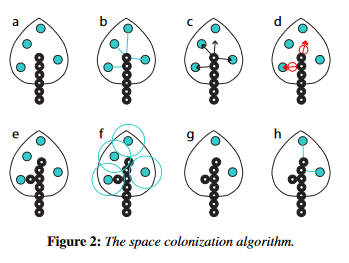 a b c d
e f g h
Figure 2: The space colonization algorithm.